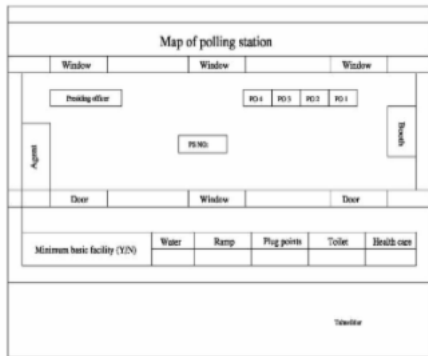 Map of polling station
Window Window Window
Presiding officer PO 4 PO 3 PO 2 PO 1
Booth
Agent
PS NO:
Door Window Door
Minimum basic facility (Y/N) Water Ramp Plug points Toilet Health care